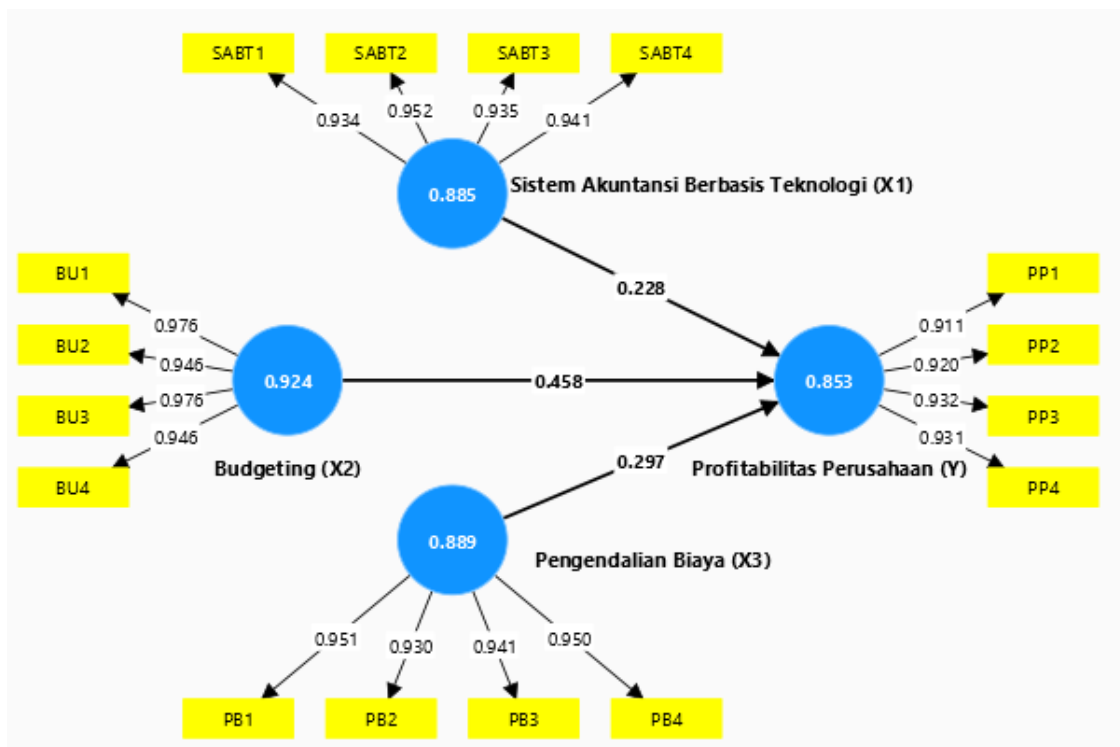 SABT1
SABT2
SABT3
SABT4
0.934
0.952
0.935
0.941
0.885
Sistem Akuntansi Berbasis Teknologi (X1)
0.228
BU1
BU2
BU3
BU4
0.976
0.946
0.976
0.946
0.924
Budgeting (X2)
0.458
0.297
0.853
Profitabilitas Perusahaan (Y)
0.911
0.920
0.932
0.931
PP1
PP2
PP3
PP4
0.889
Pengendalian Biaya (X3)
0.951
0.930
0.941
0.950
PB1
PB2
PB3
PB4